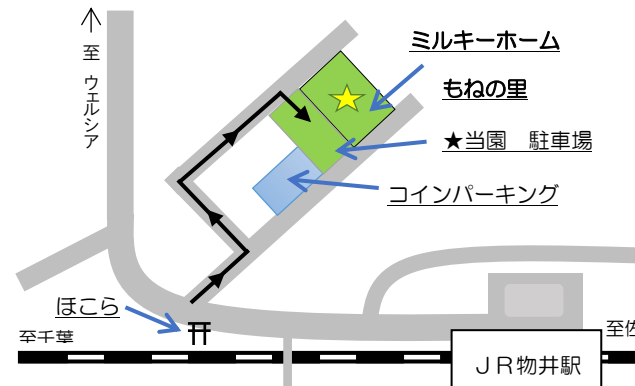 至
ウェルシア
ミルキーホーム
もねの里
★当園 駐車場
コインパーキング
ほこら
至千葉
至佐
JR物井駅